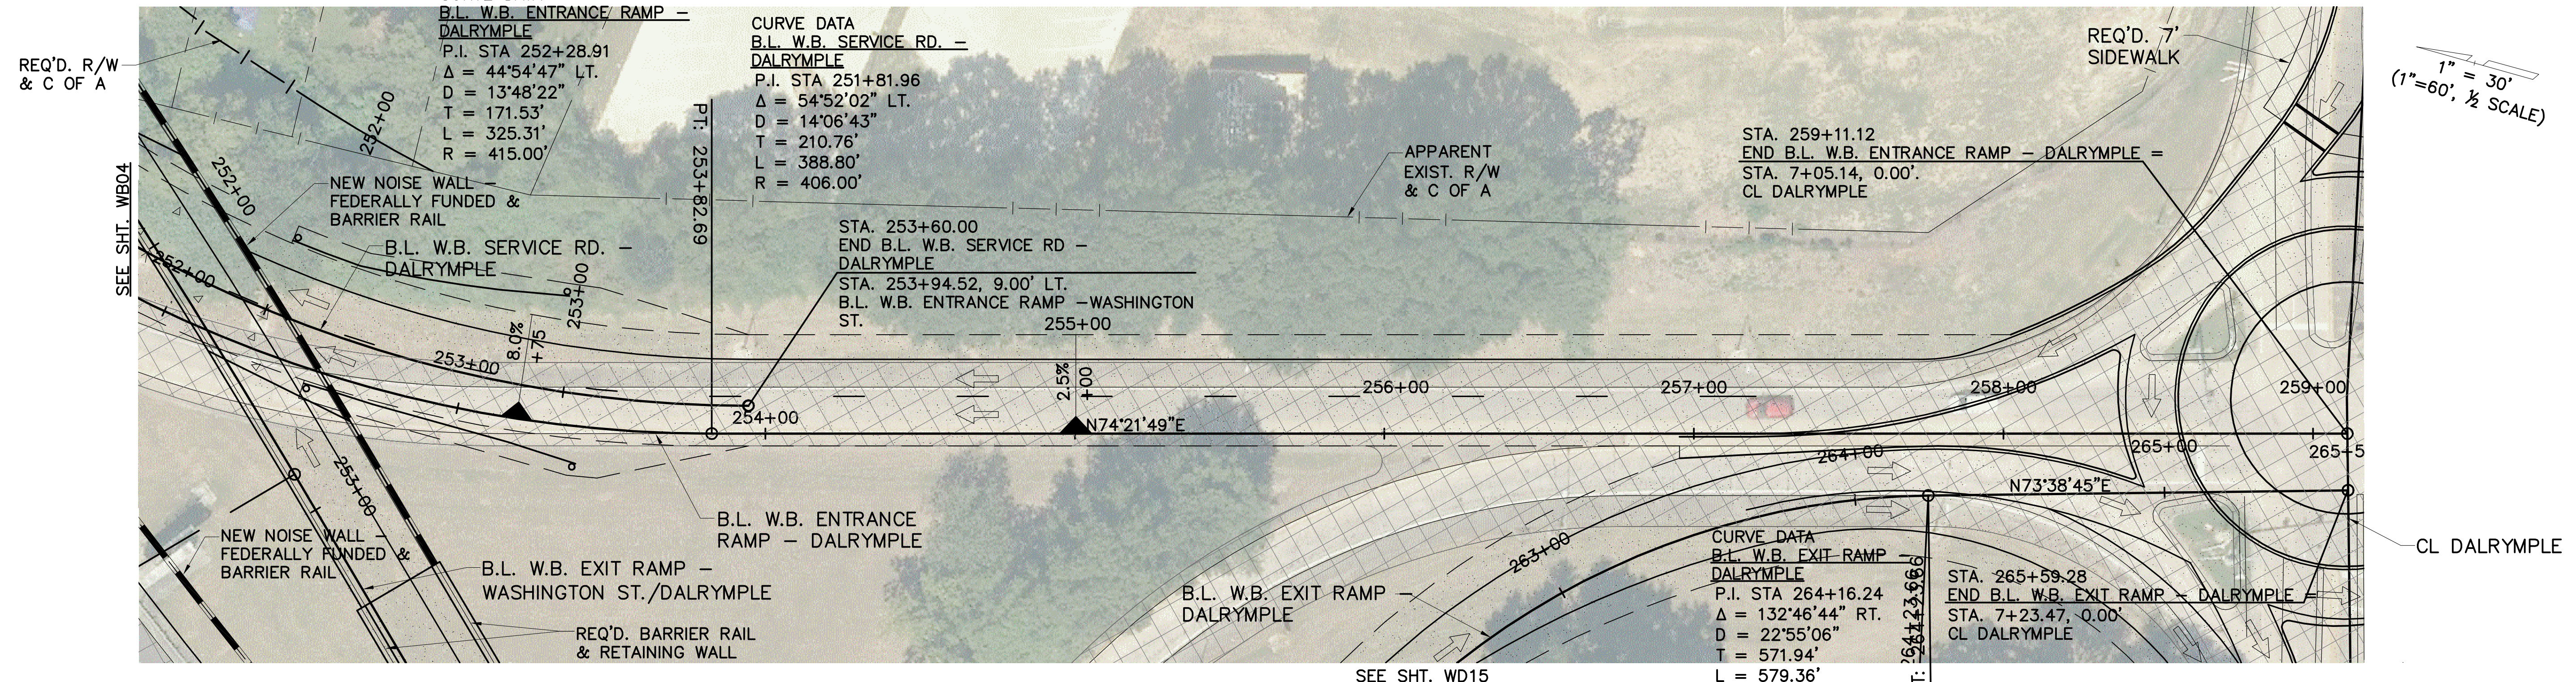 B.L. W.B. ENTRANCE RAMP –
DALRYMPLE
P.I. STA 252+28.91
Δ = 44°54'47" LT.
D = 13°48'22"
T = 171.53'
L = 325.31'
R = 415.00'
CURVE DATA
B.L. W.B. SERVICE RD. –
DALRYMPLE
P.I. STA 251+81.96
Δ = 54°52'02" LT.
D = 14°06'43"
T = 210.76'
L = 388.80'
R = 406.00'
REQ'D. R/W
& C OF A
REQ'D. 7'
SIDEWALK
1" = 30'
(1"=60', ½ SCALE)
252+00
PT: 253+82.69
APPARENT
EXIST. R/W
& C OF A
STA. 259+11.12
END B.L. W.B. ENTRANCE RAMP – DALRYMPLE =
STA. 7+05.14, 0.00'.
CL DALRYMPLE
SEE SHT. WB04
252+00
NEW NOISE WALL –
FEDERALLY FUNDED &
BARRIER RAIL
B.L. W.B. SERVICE RD. –
DALRYMPLE
STA. 253+60.00
END B.L. W.B. SERVICE RD –
DALRYMPLE
STA. 253+94.52, 9.00' LT.
B.L. W.B. ENTRANCE RAMP –WASHINGTON
ST.
252+00
253+00
8.0%
+75
253+00
255+00
2.5%
+00
254+00
256+00
257+00
258+00
259+00
N74°21'49"E
264+00
265+00
265+5
N73°38'45"E
253+00
NEW NOISE WALL –
FEDERALLY FUNDED &
BARRIER RAIL
B.L. W.B. ENTRANCE
RAMP – DALRYMPLE
B.L. W.B. EXIT RAMP –
WASHINGTON ST./DALRYMPLE
REQ'D. BARRIER RAIL
& RETAINING WALL
263+00
B.L. W.B. EXIT RAMP –
DALRYMPLE
CURVE DATA
B.L. W.B. EXIT RAMP –
DALRYMPLE
P.I. STA 264+16.24
Δ = 132°46'44" RT.
D = 22°55'06"
T = 571.94'
L = 579.36'
STA. 265+59.28
END B.L. W.B. EXIT RAMP – DALRYMPLE =
STA. 7+23.47, 0.00'
CL DALRYMPLE
CL DALRYMPLE
SEE SHT. WD15